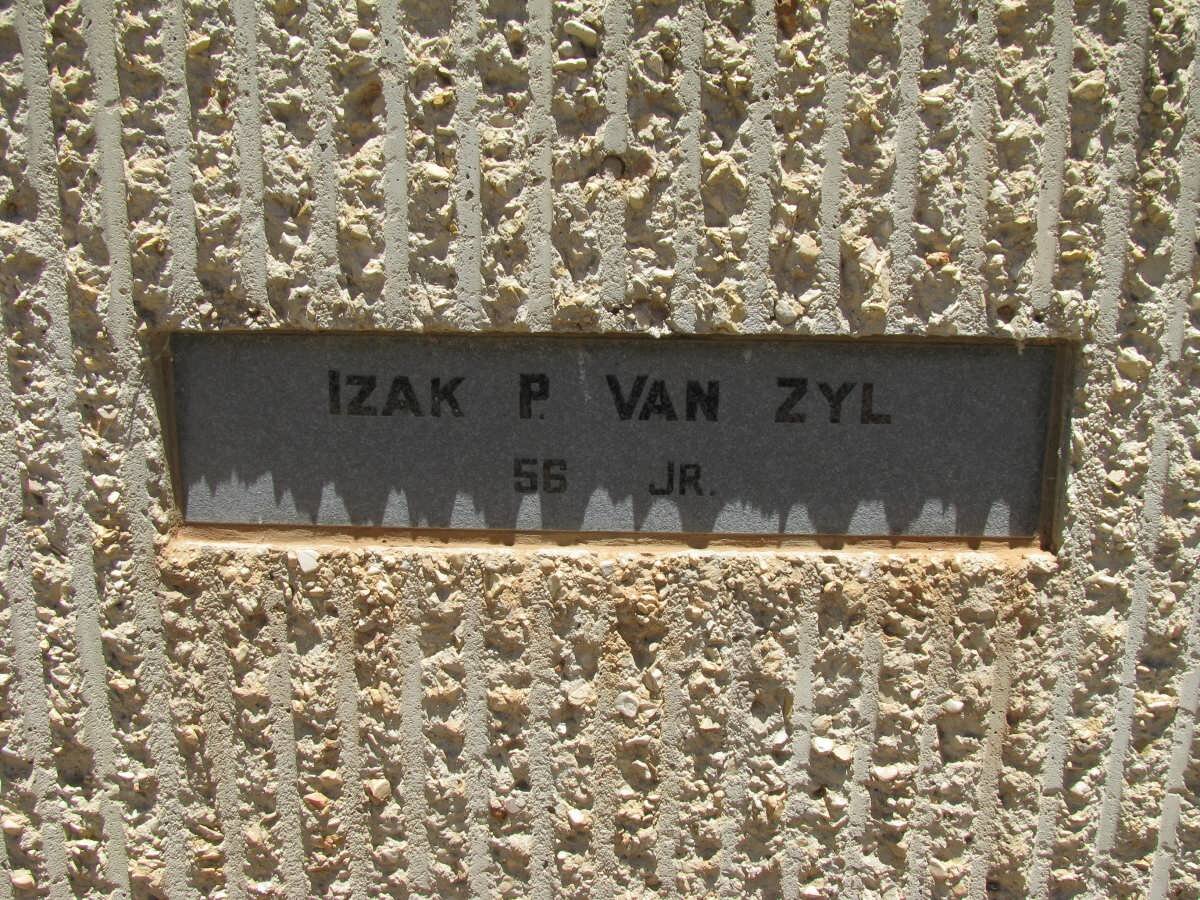 IZAK P. VAN ZYL
56 JR.